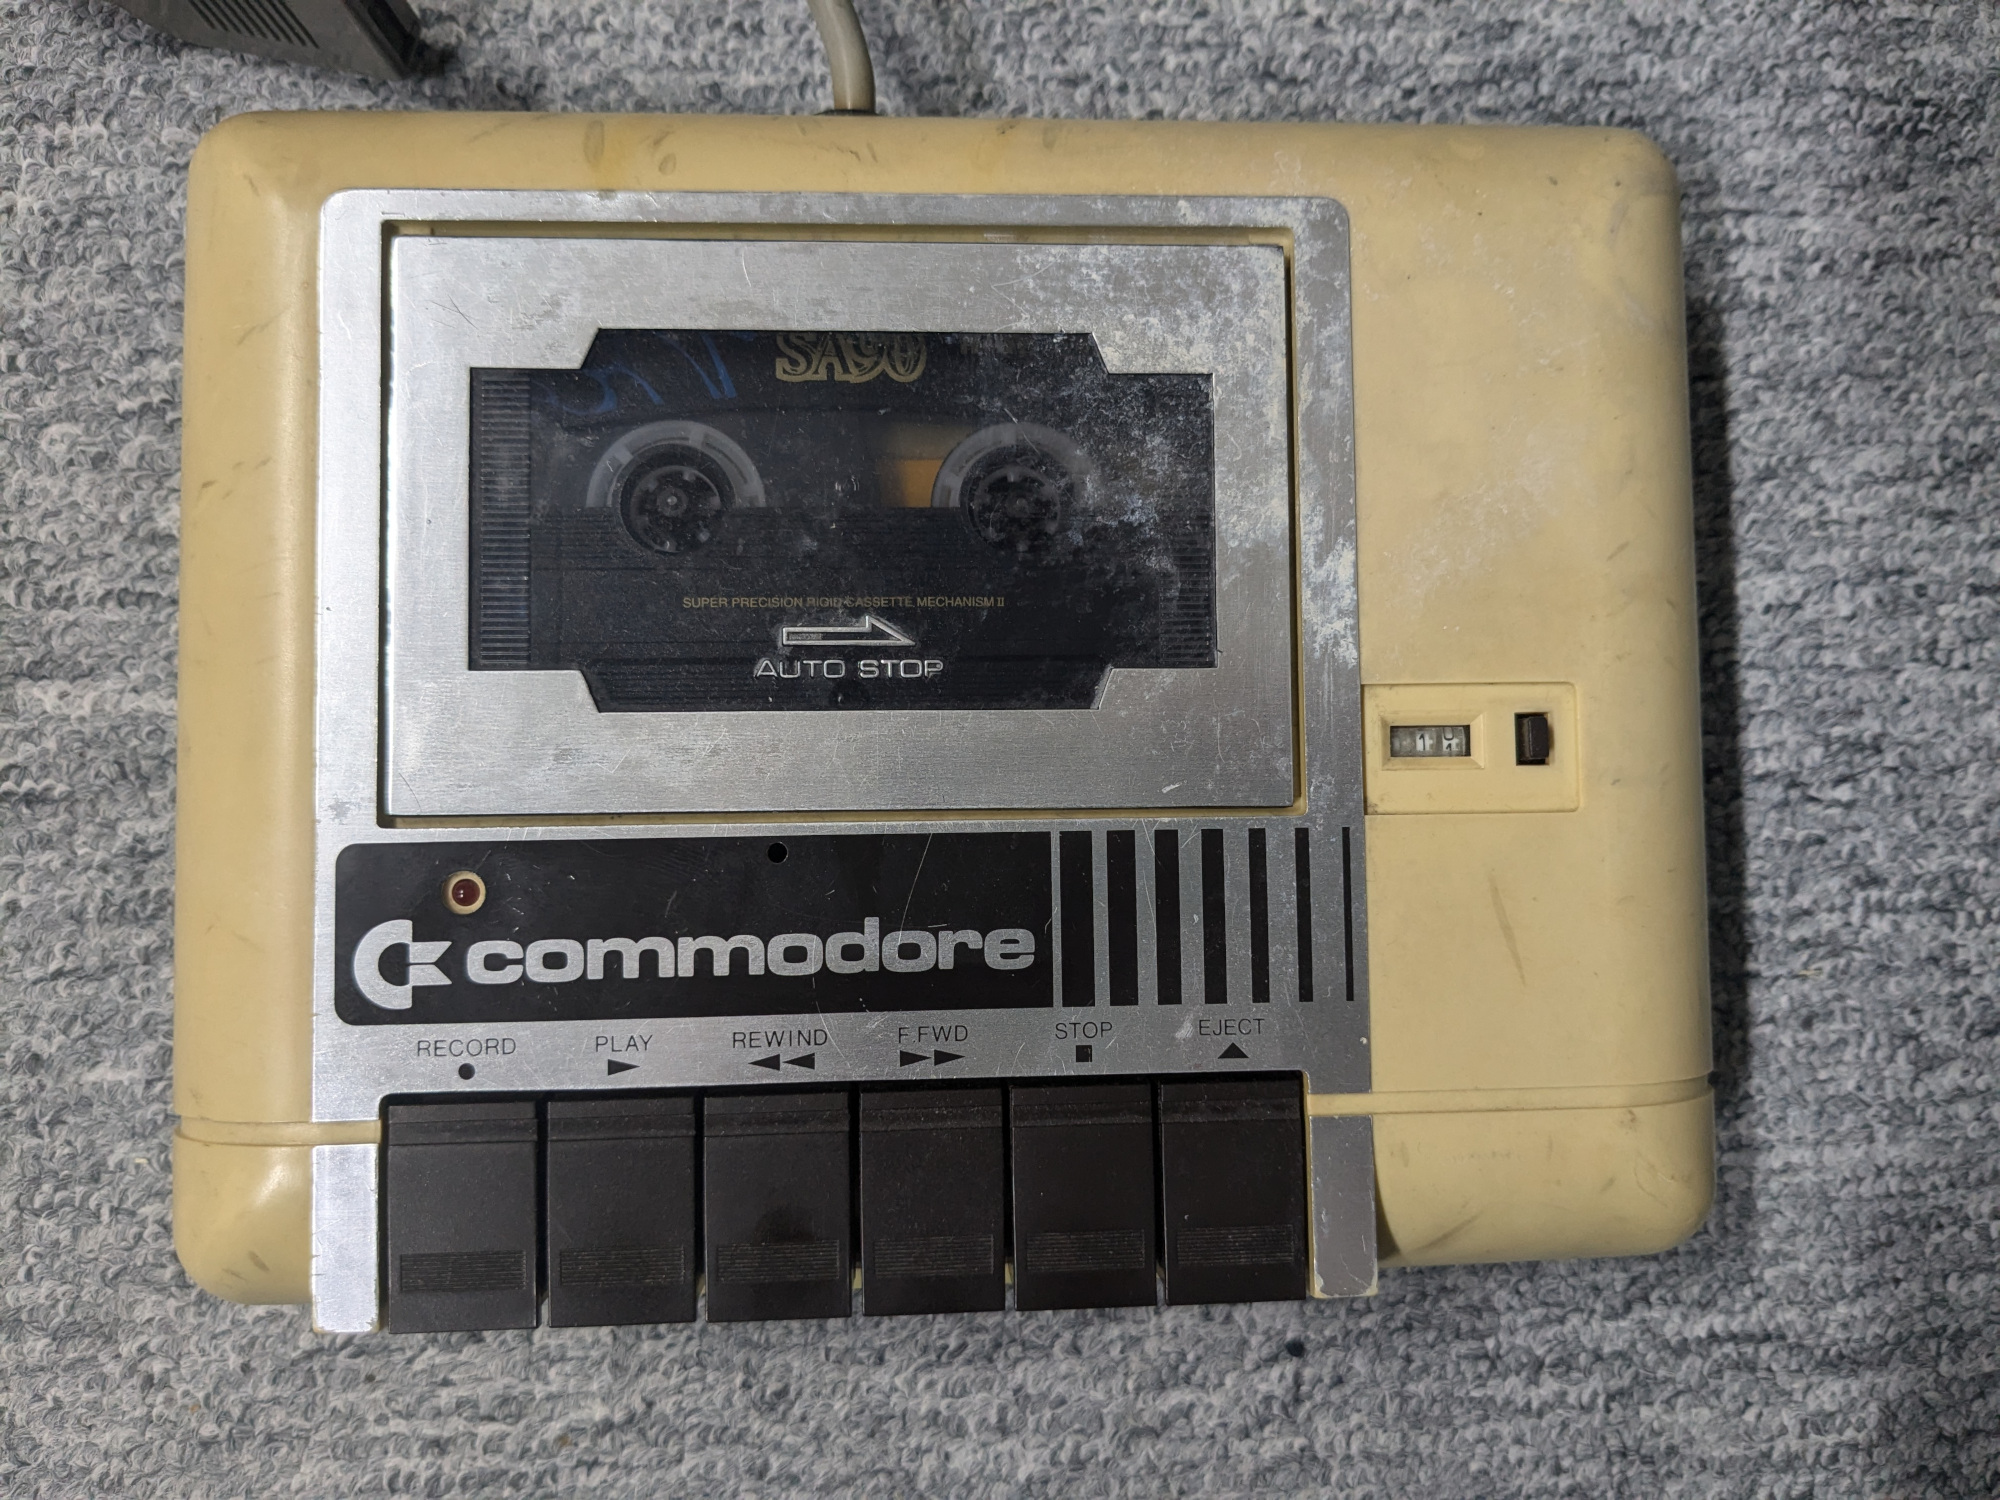 SA90
SUPER PRECISION RIGID CASSETTE MECHANISM II
AUTO STOP
commodore
RECORD
PLAY
REWIND
F.FWD
STOP
EJECT